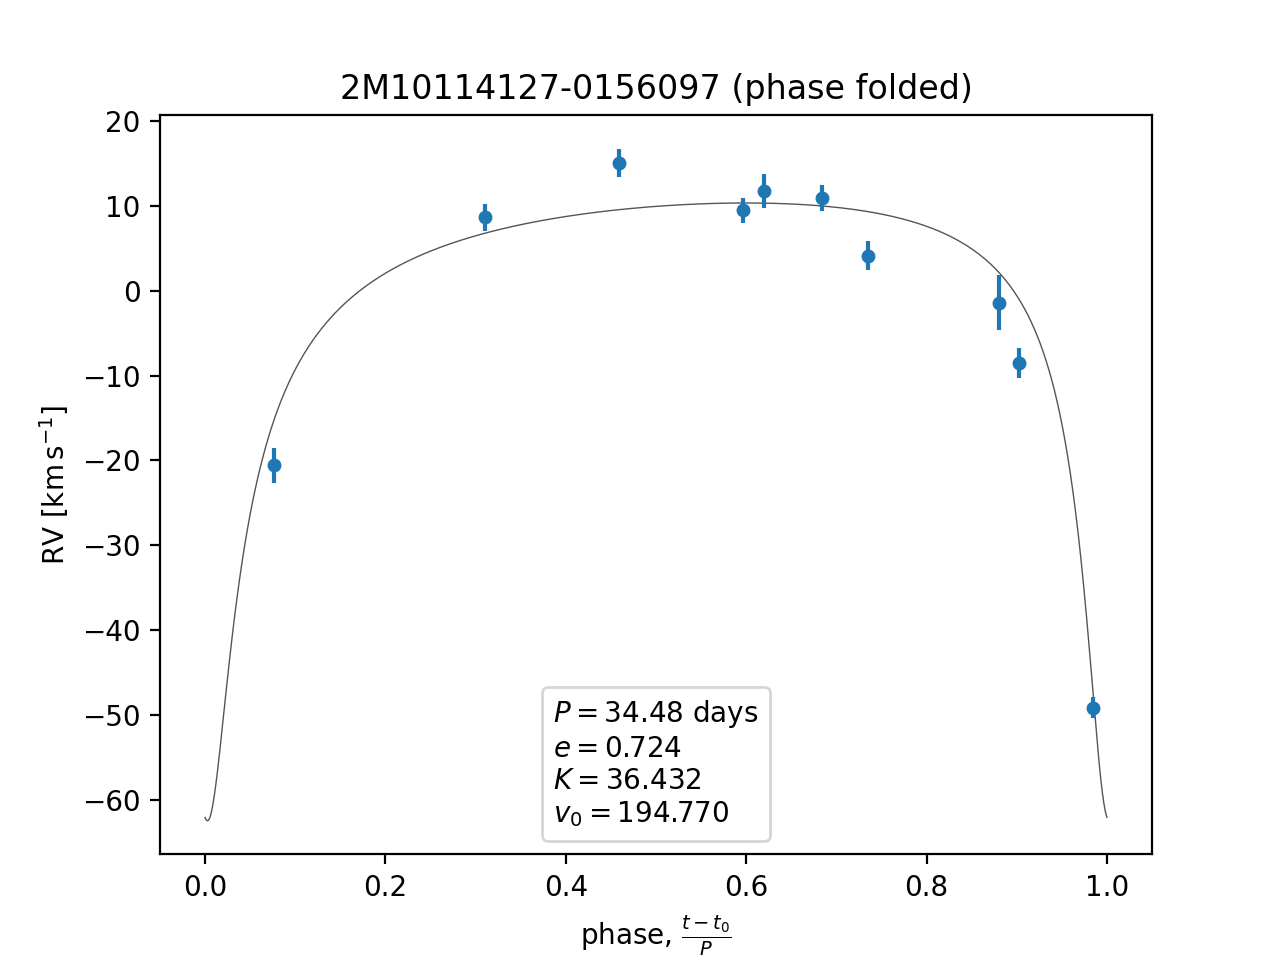 2M10114127-0156097 (phase folded)
20
10
0
−10
−20
−30
−40
−50
−60
RV [km s⁻¹]
P = 34.48 days
e = 0.724
K = 36.432
v₀ = 194.770
0.0 0.2 0.4 0.6 0.8 1.0
phase, (t − t₀)/P